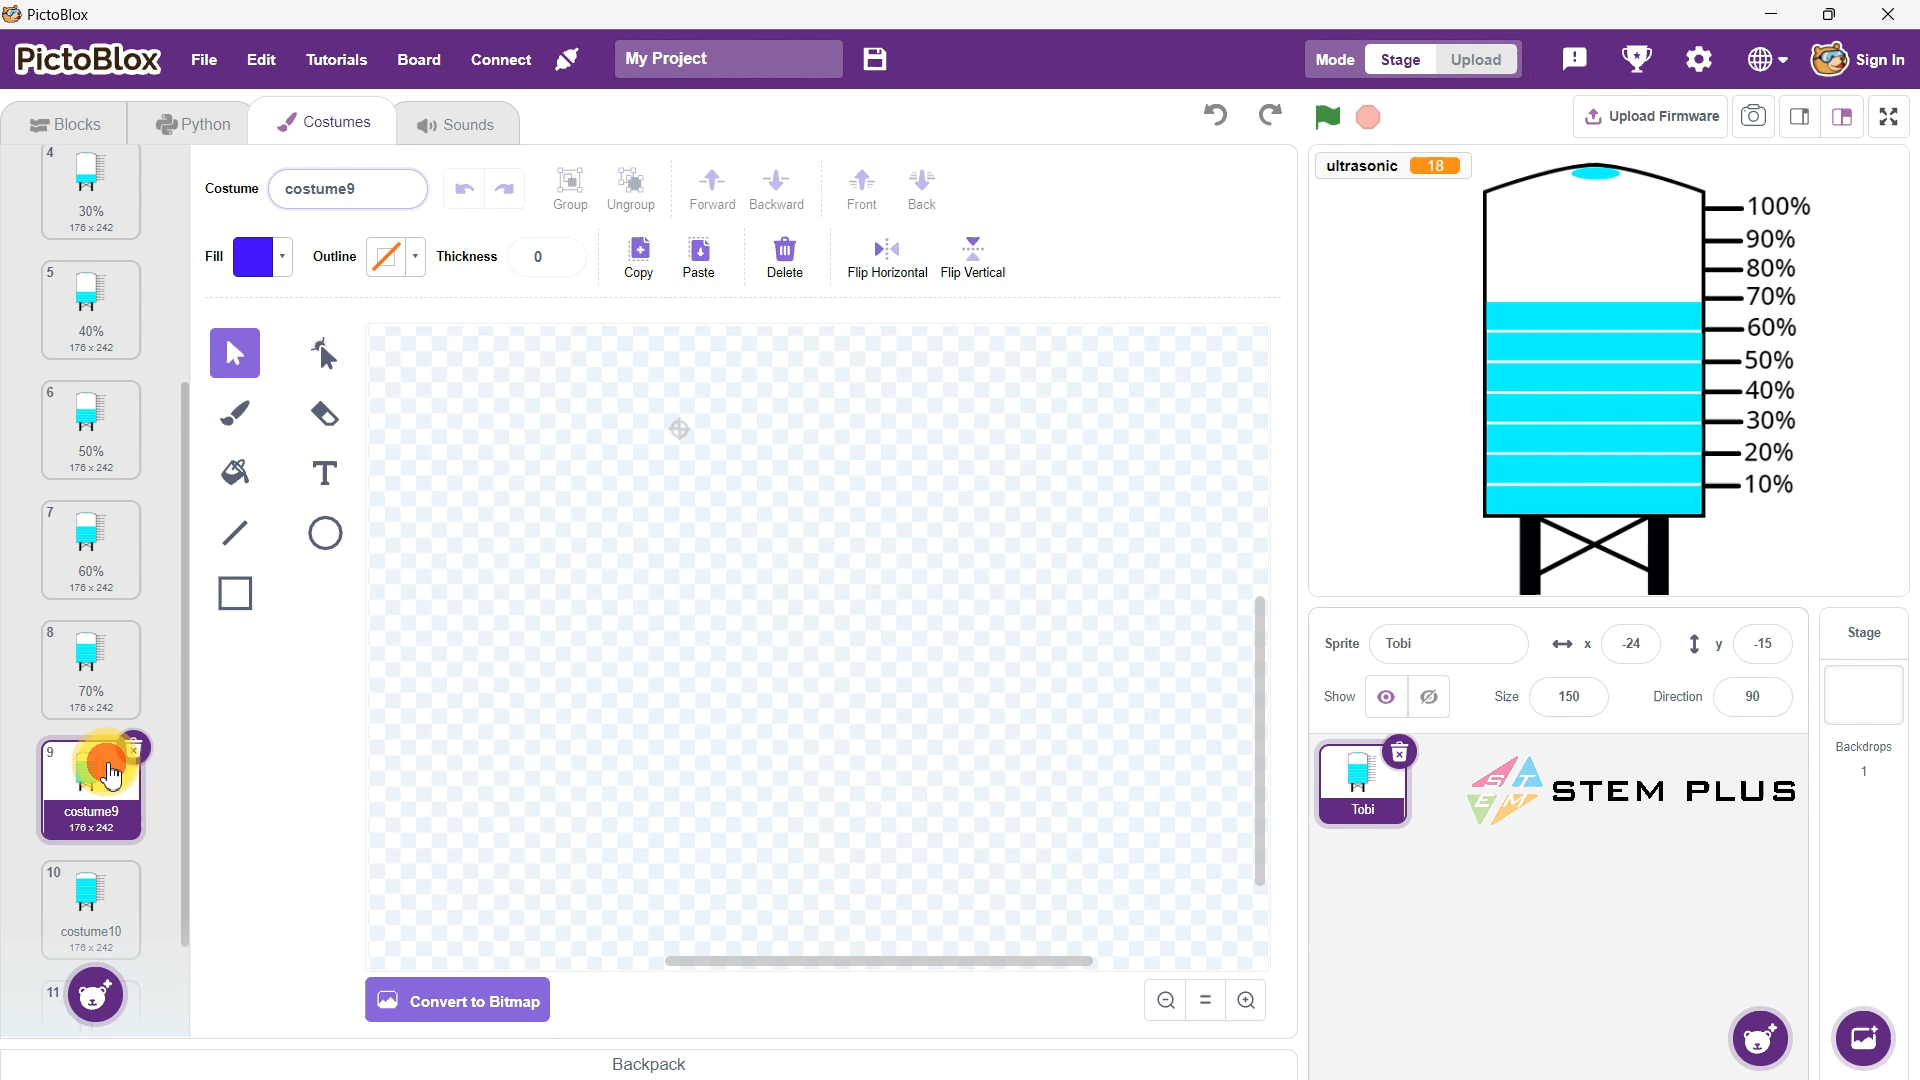 PictoBlox
PictoBlox File Edit Tutorials Board Connect My Project Mode Stage Upload Sign In
Blocks Python Costumes Sounds Upload Firmware
4
30%
176 x 242
5
40%
176 x 242
6
50%
176 x 242
7
60%
176 x 242
8
70%
176 x 242
9
costume9
176 x 242
10
costume10
176 x 242
11
Costume costume9 Group Ungroup Forward Backward Front Back
Fill Outline Thickness 0 Copy Paste Delete Flip Horizontal Flip Vertical
T
Convert to Bitmap
Backpack
ultrasonic 18
100%
90%
80%
70%
60%
50%
40%
30%
20%
10%
Sprite Tobi x -24 y -15
Show Size 150 Direction 90
Tobi
STEM STEM PLUS
Stage
Backdrops
1